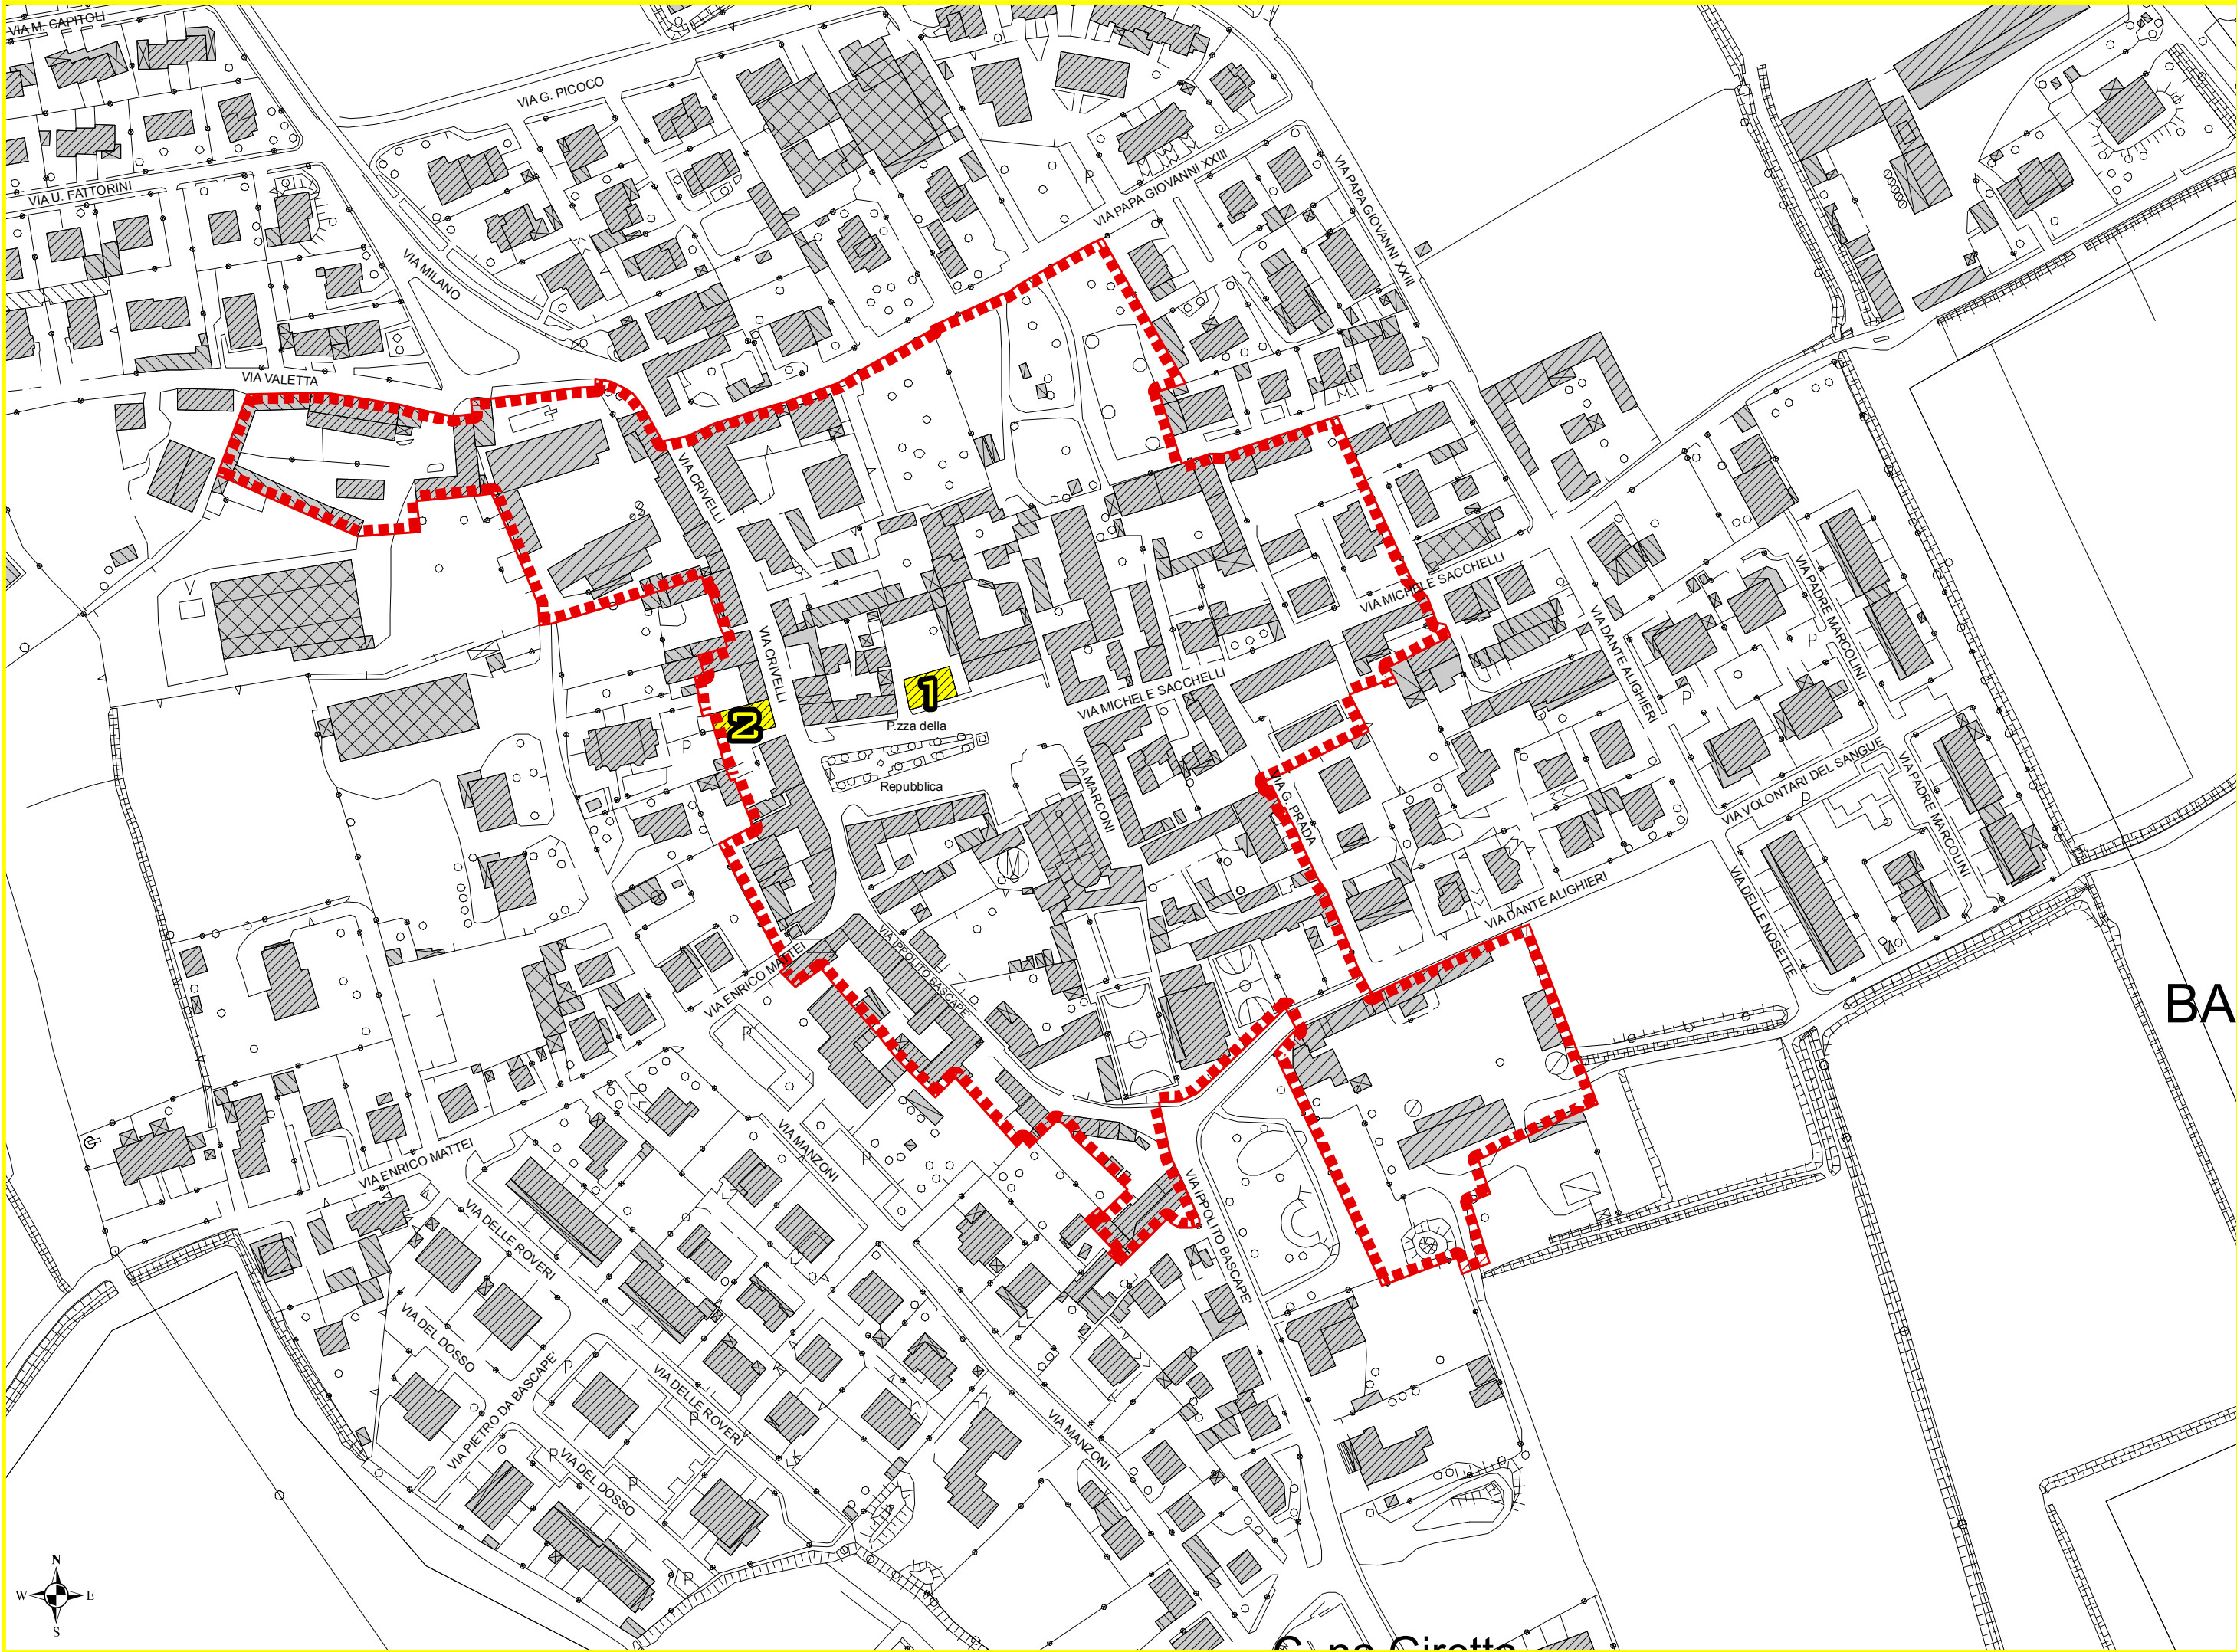 VIA M. CAPITOLI
VIA G. PICOCO
VIA U. FATTORINI
VIA PAPA GIOVANNI XXIII
VIA PAPA GIOVANNI XXIII
VIA MILANO
P
VIA VALETTA
VIA CRIVELLI
VIA MICHELE SACCHELLI
VIA PADRE MARCOLINI
VIA DANTE ALIGHIERI
VIA CRIVELLI
P
1
VIA MICHELE SACCHELLI
P
2
P.zza della
P
Repubblica
VIA MARCONI
VIA G. PRADA
VIA VOLONTARI DEL SANGUE
P
VIA PADRE MARCOLINI
VIA DELLE NOSETTE
VIA DANTE ALIGHIERI
VIA IPPOLITO BASCAPE'
VIA ENRICO MATTEI
BA
P
VIA MANZONI
P
VIA ENRICO MATTEI
VIA IPPOLITO BASCAPE'
VIA DELLE ROVERI
VIA DEL DOSSO
VIA PIETRO DA BASCAPE'
P
VIA DELLE ROVERI
P
VIA MANZONI
P
VIA DEL DOSSO
P
P
N
W E
S